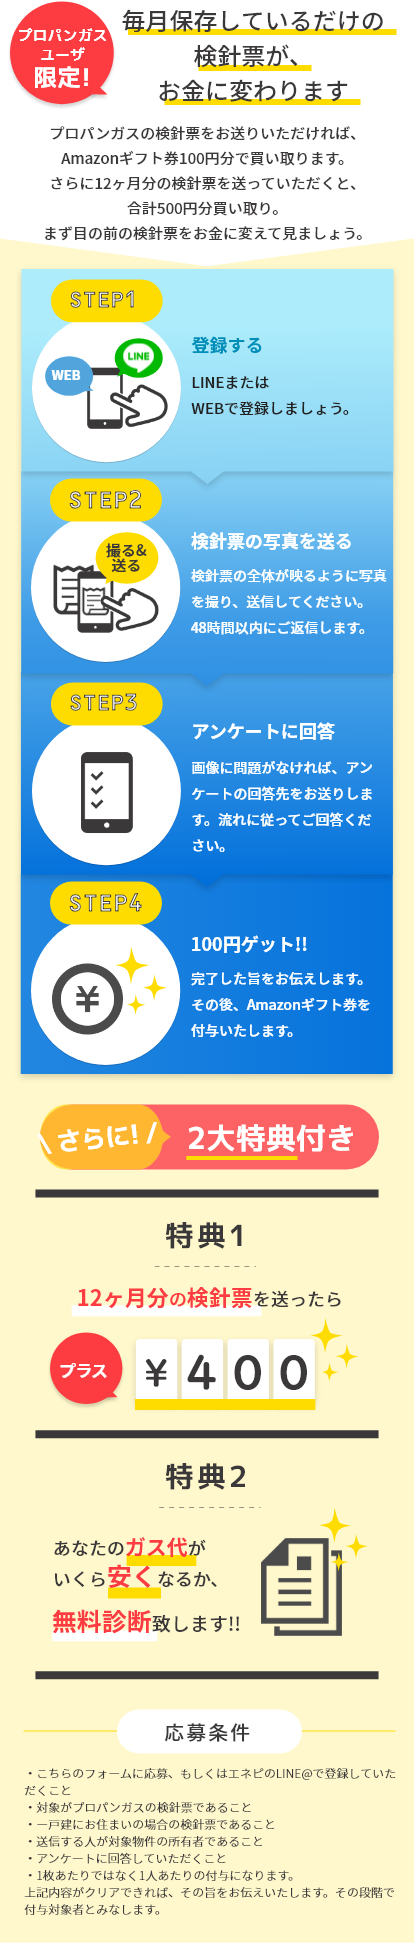 プロパンガス
ユーザ
限定!
毎月保存しているだけの
検針票が、
お金に変わります
プロパンガスの検針票をお送りいただければ、
Amazonギフト券100円分で買い取ります。
さらに12ヶ月分の検針票を送っていただくと、
合計500円分買い取り。
まず目の前の検針票をお金に変えて見ましょう。
STEP1
WEB
LINE
登録する
LINEまたは
WEBで登録しましょう。
STEP2
撮る&
送る
検針票の写真を送る
検針票の全体が映るように写真
を撮り、送信してください。
48時間以内にご返信します。
STEP3
アンケートに回答
画像に問題がなければ、アン
ケートの回答先をお送りしま
す。流れに従ってご回答くだ
さい。
STEP4
¥
100円ゲット!!
完了した旨をお伝えします。
その後、Amazonギフト券を
付与いたします。
\ さらに! /
2大特典付き
特典1
12ヶ月分の検針票を送ったら
プラス
¥400
特典2
あなたのガス代が
いくら安くなるか、
無料診断致します!!
応募条件
・こちらのフォームに応募、もしくはエネピのLINE@で登録していた
だくこと
・対象がプロパンガスの検針票であること
・一戸建にお住まいの場合の検針票であること
・送信する人が対象物件の所有者であること
・アンケートに回答していただくこと
・1枚あたりではなく1人あたりの付与になります。
上記内容がクリアできれば、その旨をお伝えいたします。その段階で
付与対象者とみなします。